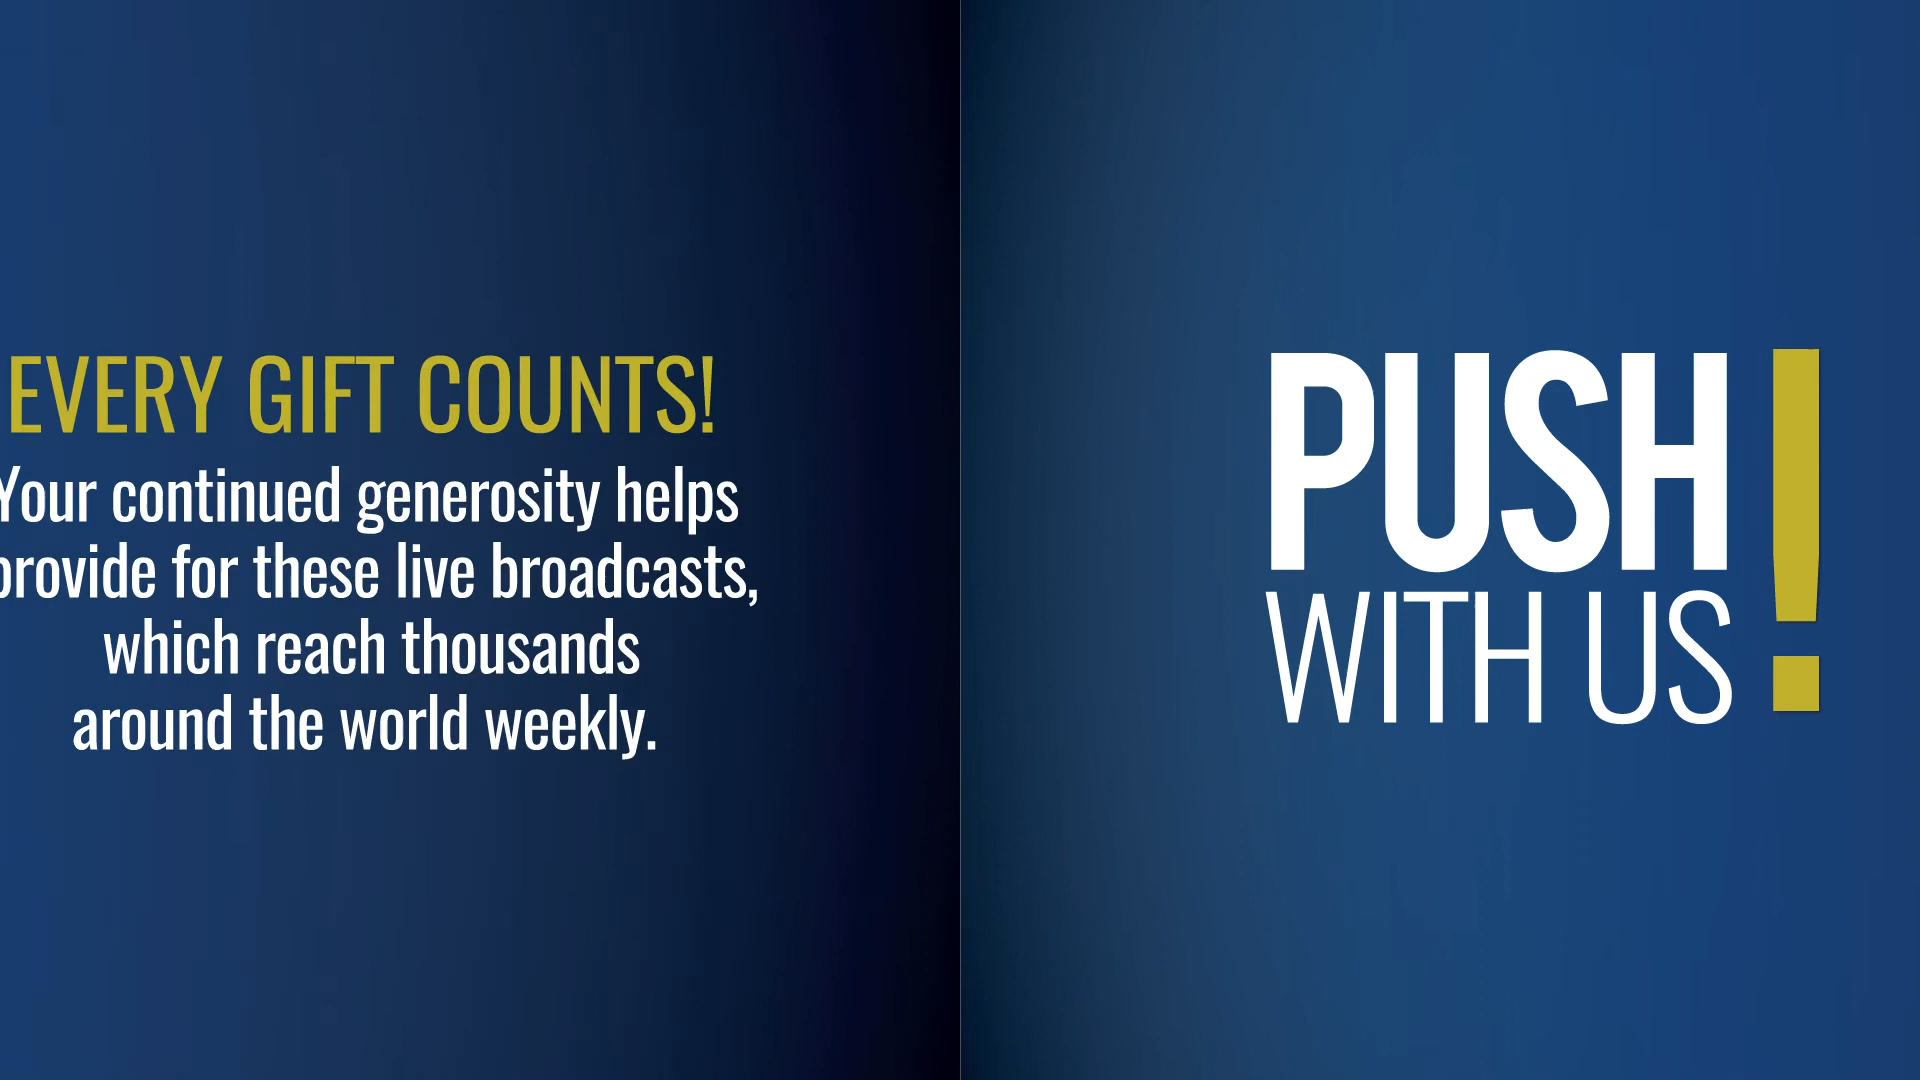 EVERY GIFT COUNTS!
Your continued generosity helps
provide for these live broadcasts,
which reach thousands
around the world weekly.
PUSH!
WITH US